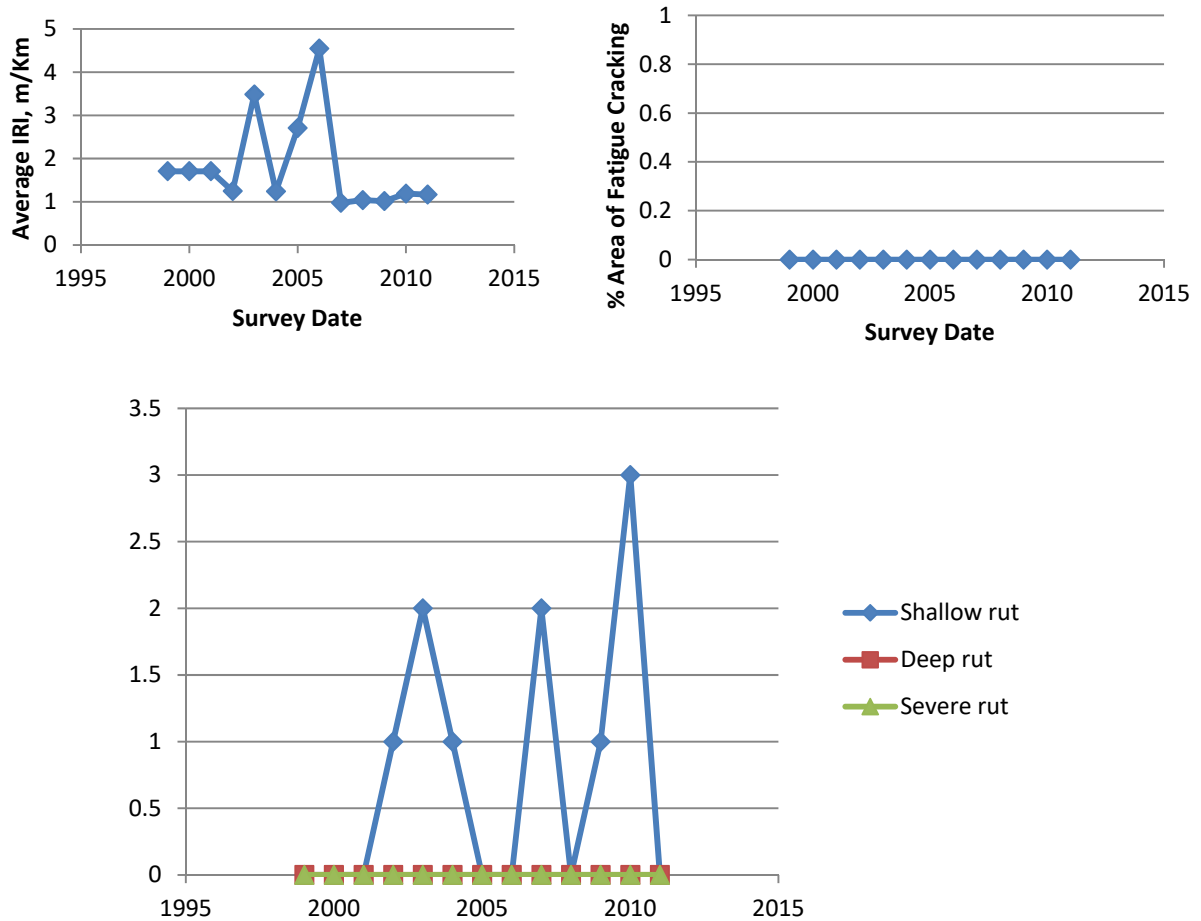 Average IRI, m/Km
5
4
3
2
1
0
1995 2000 2005 2010 2015
Survey Date
% Area of Fatigue Cracking
1
0.8
0.6
0.4
0.2
0
1995 2000 2005 2010 2015
Survey Date
3.5
3
2.5
2
1.5
1
0.5
0
1995 2000 2005 2010 2015
Shallow rut
Deep rut
Severe rut